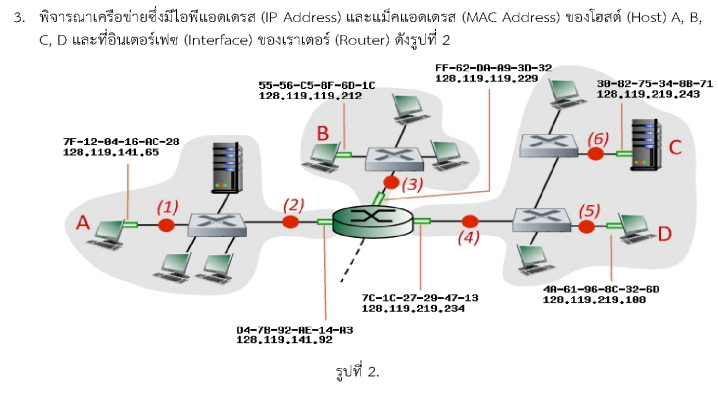 3. พิจารณาเครือข่ายซึ่งมีไอพีแอดเดรส (IP Address) และแม็คแอดเดรส (MAC Address) ของโฮสต์ (Host) A, B,
C, D และที่อินเตอร์เฟซ (Interface) ของเราเตอร์ (Router) ดังรูปที่ 2
FF-62-DA-A9-3D-32
128.119.119.229
55-56-C5-8F-6D-1C
128.119.119.212
30-82-75-34-8B-71
128.119.219.243
7F-12-04-16-AC-28
128.119.141.65
B
(6)
C
(3)
A
(1)
(2)
(4)
(5)
D
7C-1C-27-29-47-13
128.119.219.234
4A-61-96-8C-32-6D
128.119.219.108
D4-7B-92-AE-14-A3
128.119.141.92
รูปที่ 2.